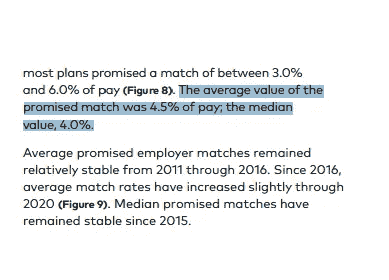 most plans promised a match of between 3.0%
and 6.0% of pay (Figure 8). The average value of the
promised match was 4.5% of pay; the median
value, 4.0%.
Average promised employer matches remained
relatively stable from 2011 through 2016. Since 2016,
average match rates have increased slightly through
2020 (Figure 9). Median promised matches have
remained stable since 2015.